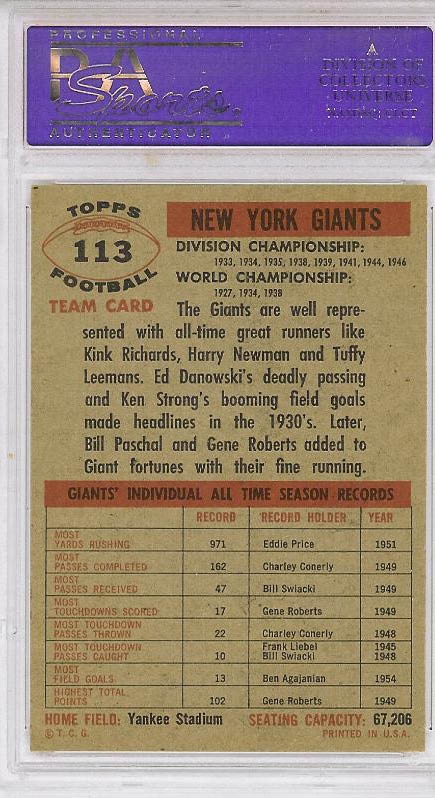 PROFESSIONAL
PSA
Sports
AUTHENTICATOR
A
DIVISION OF
COLLECTORS
UNIVERSE
NASDAQ: CLCT
TOPPS
113
FOOTBALL
NEW YORK GIANTS
DIVISION CHAMPIONSHIP:
1933, 1934, 1935, 1938, 1939, 1941, 1944, 1946
WORLD CHAMPIONSHIP:
1927, 1934, 1938
TEAM CARD
The Giants are well repre-
sented with all-time great runners like
Kink Richards, Harry Newman and Tuffy
Leemans. Ed Danowski's deadly passing
and Ken Strong's booming field goals
made headlines in the 1930's. Later,
Bill Paschal and Gene Roberts added to
Giant fortunes with their fine running.
GIANTS' INDIVIDUAL ALL TIME SEASON RECORDS
RECORD RECORD HOLDER YEAR
MOST
YARDS RUSHING 971 Eddie Price 1951
MOST
PASSES COMPLETED 162 Charley Conerly 1949
MOST
PASSES RECEIVED 47 Bill Swiacki 1949
MOST
TOUCHDOWNS SCORED 17 Gene Roberts 1949
MOST TOUCHDOWN
PASSES THROWN 22 Charley Conerly 1948
MOST TOUCHDOWN Frank Liebel 1945
PASSES CAUGHT 10 Bill Swiacki 1948
MOST
FIELD GOALS 13 Ben Agajanian 1954
HIGHEST TOTAL
POINTS 102 Gene Roberts 1949
HOME FIELD: Yankee Stadium SEATING CAPACITY: 67,206
© T. C. G. PRINTED IN U.S.A.